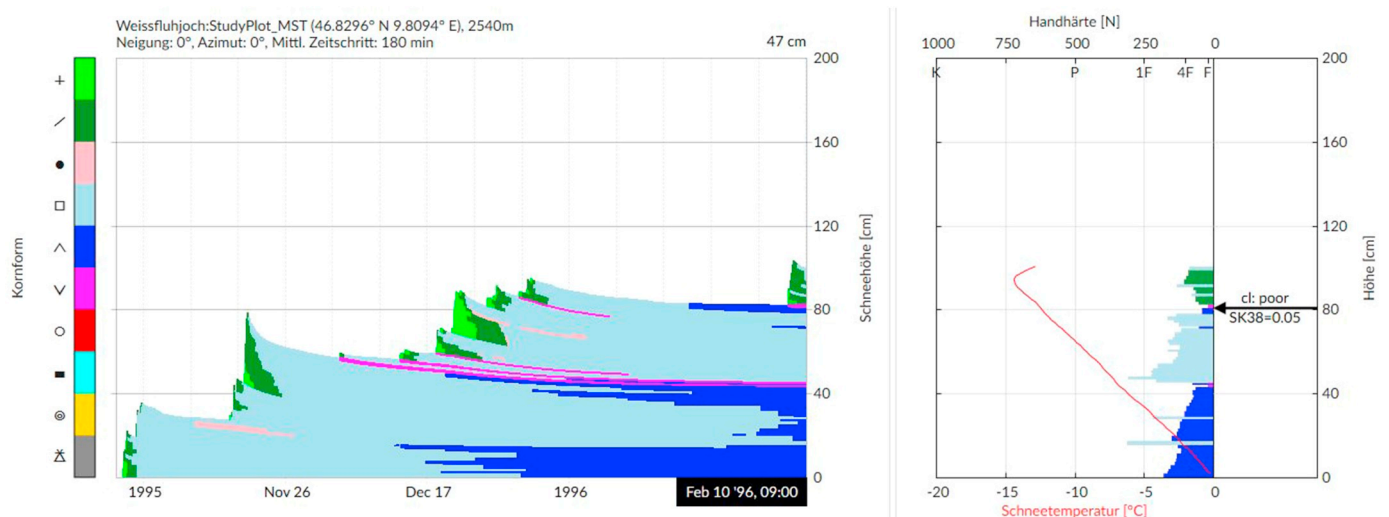 Weissfluhjoch:StudyPlot_MST (46.8296° N 9.8094° E), 2540m
Neigung: 0°, Azimut: 0°, Mittl. Zeitschritt: 180 min
47 cm
Kornform
200
160
120
80
40
0
Schneehöhe [cm]
1995
Nov 26
Dec 17
1996
Feb 10 '96, 09:00
Handhärte [N]
1000
750
500
250
0
K
P
1F
4F
F
200
160
120
80
40
0
Höhe [cm]
cl: poor
SK38=0.05
-20
-15
-10
-5
0
Schneetemperatur [°C]